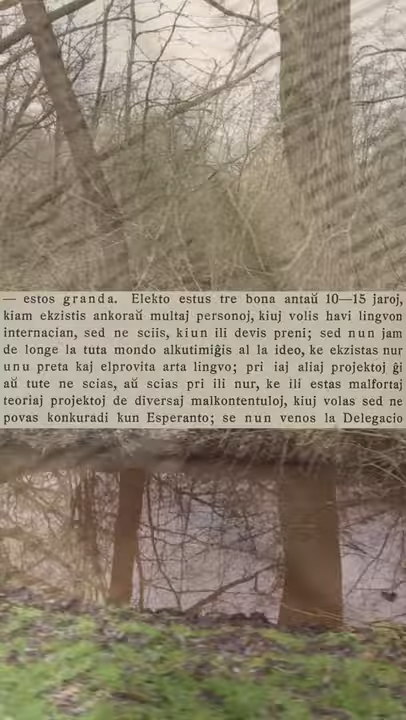 — estos granda. Elekto estus tre bona antaŭ 10—15 jaroj,
kiam ekzistis ankoraŭ multaj personoj, kiuj volis havi lingvon
internacian, sed ne sciis, kiun ili devis preni; sed nun jam
de longe la tuta mondo alkutimiĝis al la ideo, ke ekzistas nur
unu preta kaj elprovita arta lingvo; pri iaj aliaj projektoj ĝi
aŭ tute ne scias, aŭ scias pri ili nur, ke ili estas malfortaj
teoriaj projektoj de diversaj malkontentuloj, kiuj volas sed ne
povas konkuradi kun Esperanto; se nun venos la Delegacio